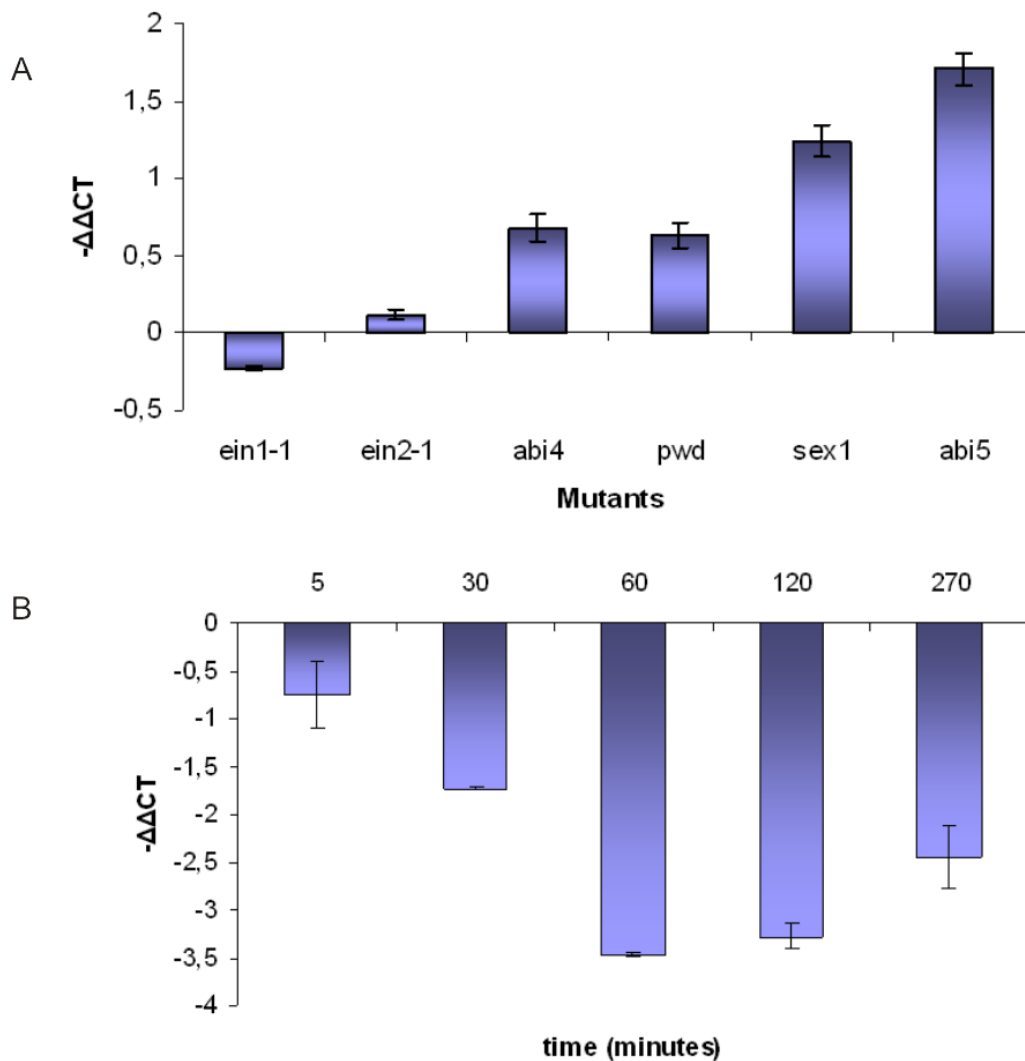 A
2
1,5
1
0,5
0
-0,5
-ΔΔCT
ein1-1 ein2-1 abi4 pwd sex1 abi5
Mutants
B
5 30 60 120 270
0
-0,5
-1
-1,5
-2
-2,5
-3
-3,5
-4
-ΔΔCT
time (minutes)